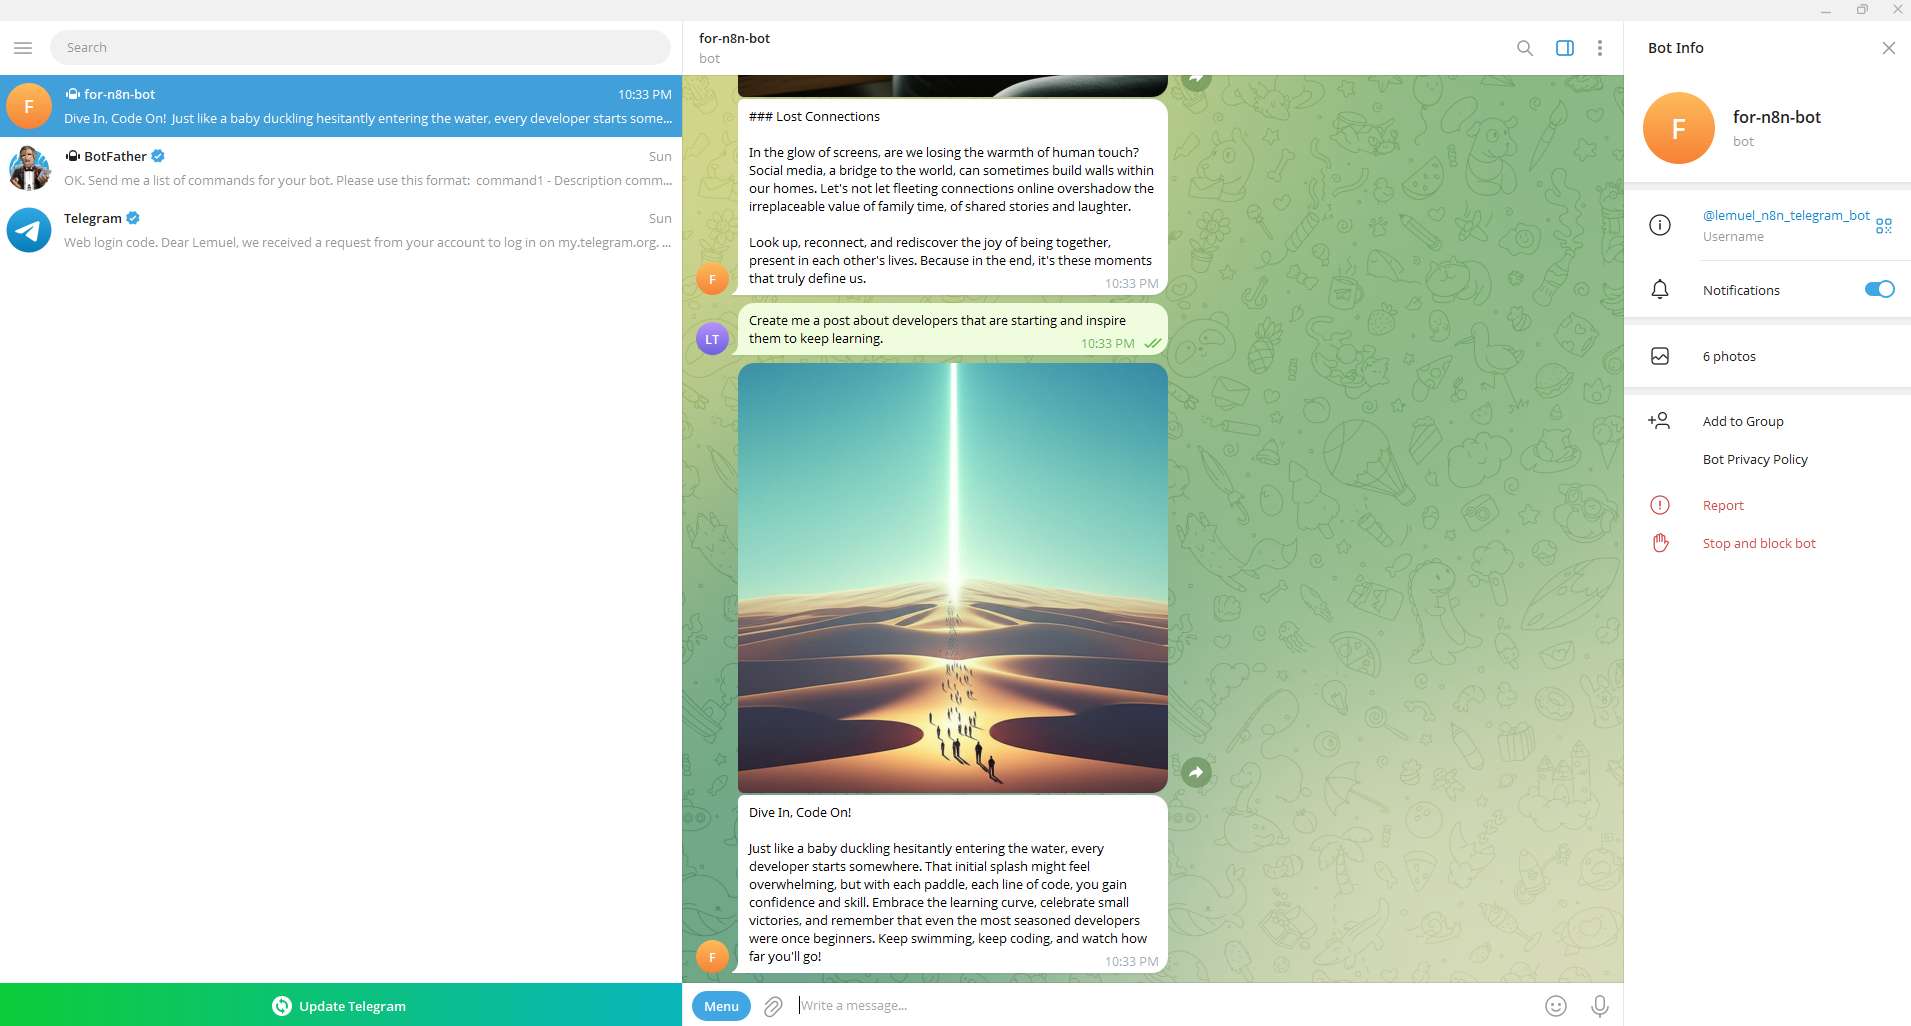 Search
F
for-n8n-bot
10:33 PM
Dive In, Code On! Just like a baby duckling hesitantly entering the water, every developer starts some...
BotFather
Sun
OK. Send me a list of commands for your bot. Please use this format: command1 - Description comm...
Telegram
Sun
Web login code. Dear Lemuel, we received a request from your account to log in on my.telegram.org. ...
Update Telegram
for-n8n-bot
bot
### Lost Connections
In the glow of screens, are we losing the warmth of human touch?
Social media, a bridge to the world, can sometimes build walls within
our homes. Let's not let fleeting connections online overshadow the
irreplaceable value of family time, of shared stories and laughter.
Look up, reconnect, and rediscover the joy of being together,
present in each other's lives. Because in the end, it's these moments
that truly define us.
10:33 PM
F
Create me a post about developers that are starting and inspire
them to keep learning.
10:33 PM
LT
Dive In, Code On!
Just like a baby duckling hesitantly entering the water, every
developer starts somewhere. That initial splash might feel
overwhelming, but with each paddle, each line of code, you gain
confidence and skill. Embrace the learning curve, celebrate small
victories, and remember that even the most seasoned developers
were once beginners. Keep swimming, keep coding, and watch how
far you'll go!
10:33 PM
F
Menu
Write a message...
Bot Info
F
for-n8n-bot
bot
@lemuel_n8n_telegram_bot
Username
Notifications
6 photos
Add to Group
Bot Privacy Policy
Report
Stop and block bot